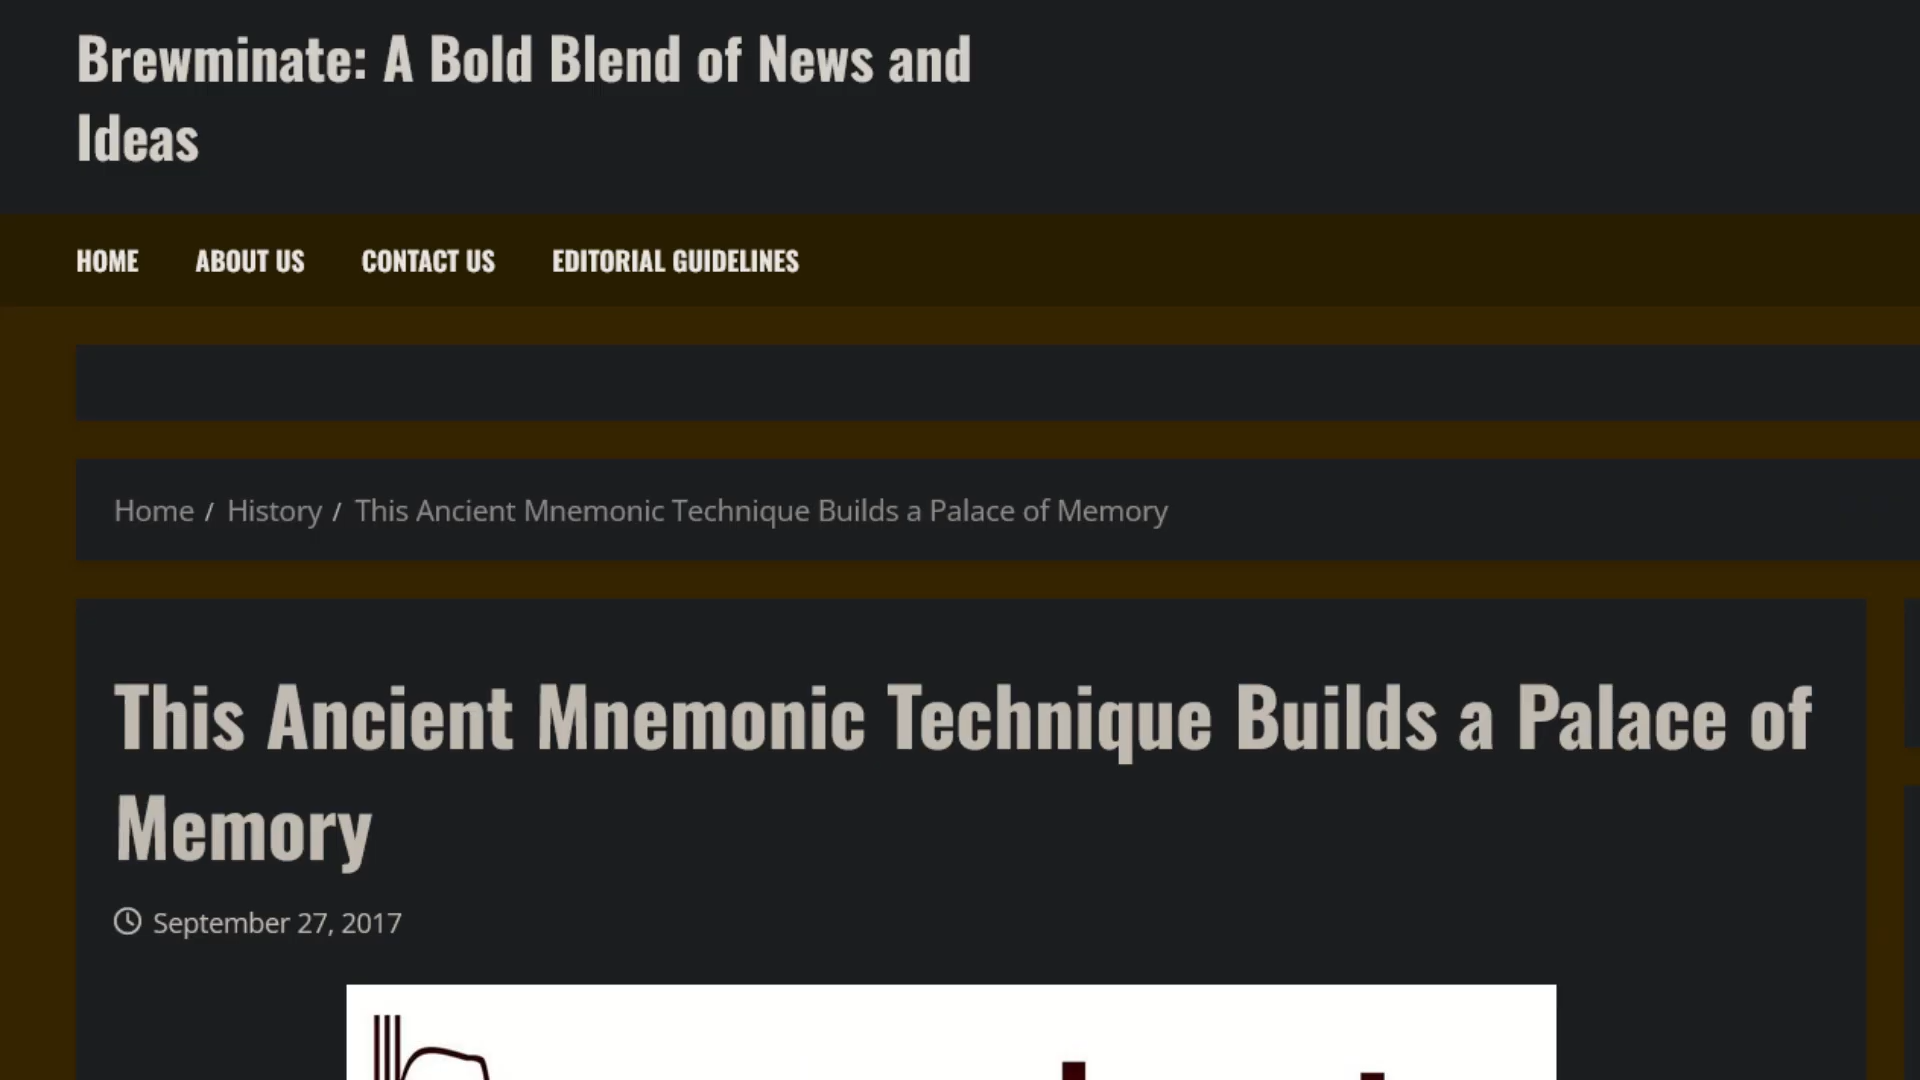 Brewminate: A Bold Blend of News and
Ideas
HOME ABOUT US CONTACT US EDITORIAL GUIDELINES
Home / History / This Ancient Mnemonic Technique Builds a Palace of Memory
This Ancient Mnemonic Technique Builds a Palace of
Memory
September 27, 2017